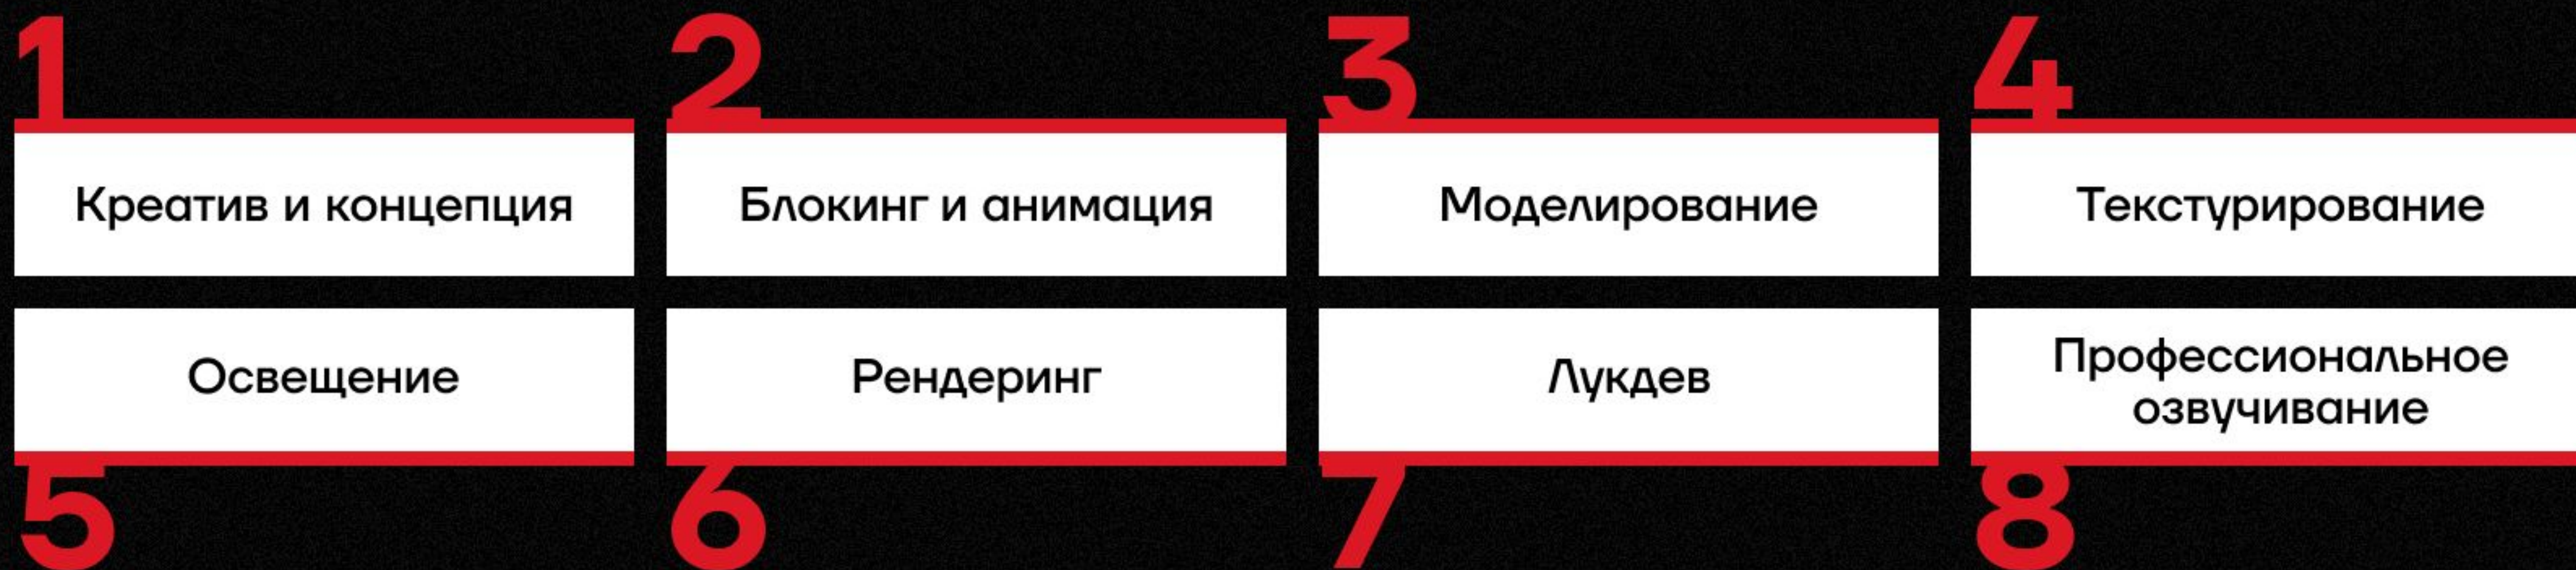 1
2
3
4
Креатив и концепция
Блокинг и анимация
Моделирование
Текстурирование
Освещение
Рендеринг
Лукдев
Профессиональное
озвучивание
5
6
7
8